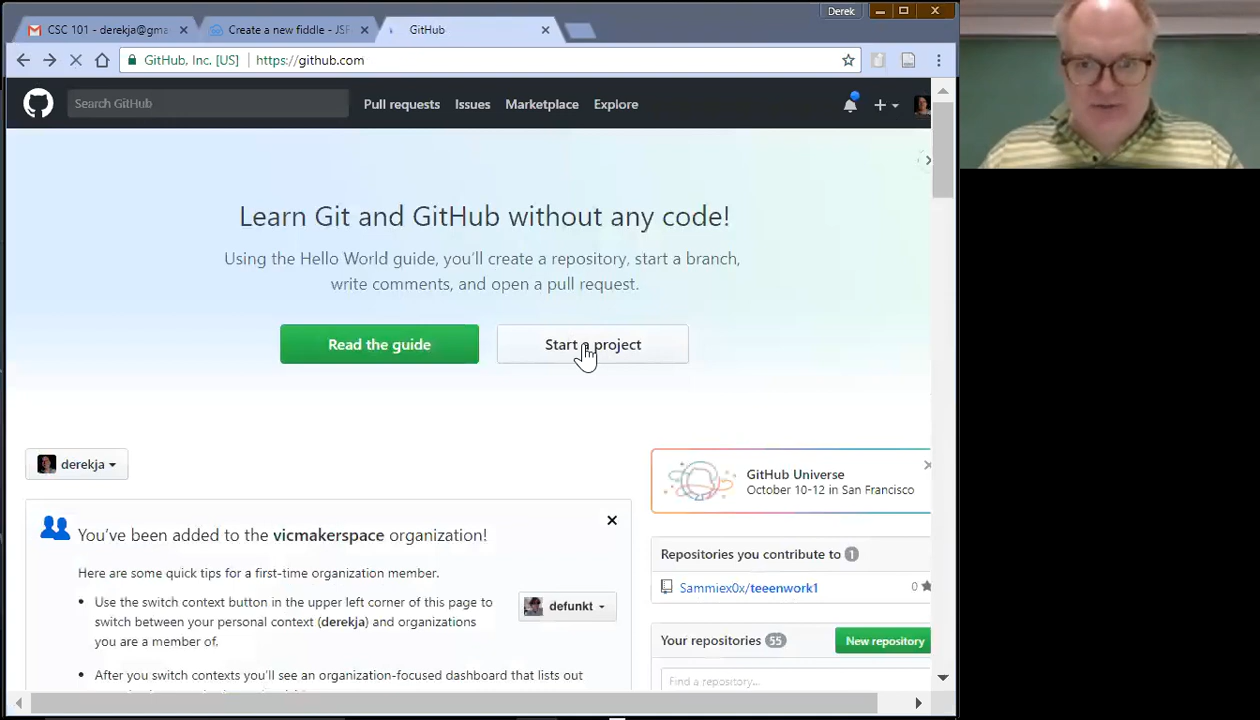 Derek
CSC 101 - derekja@gma
Create a new fiddle - JSF
GitHub
GitHub, Inc. [US]
https://github.com
Search GitHub
Pull requests
Issues
Marketplace
Explore
Learn Git and GitHub without any code!
Using the Hello World guide, you’ll create a repository, start a branch,
write comments, and open a pull request.
Read the guide
Start a project
derekja
You’ve been added to the vicmakerspace organization!
Here are some quick tips for a first-time organization member.
• Use the switch context button in the upper left corner of this page to
switch between your personal context (derekja) and organizations
you are a member of.
defunkt
• After you switch contexts you’ll see an organization-focused dashboard that lists out
GitHub Universe
October 10-12 in San Francisco
Repositories you contribute to 1
Sammiex0x/teeenwork1
0
Your repositories 55
New repository
Find a repository...